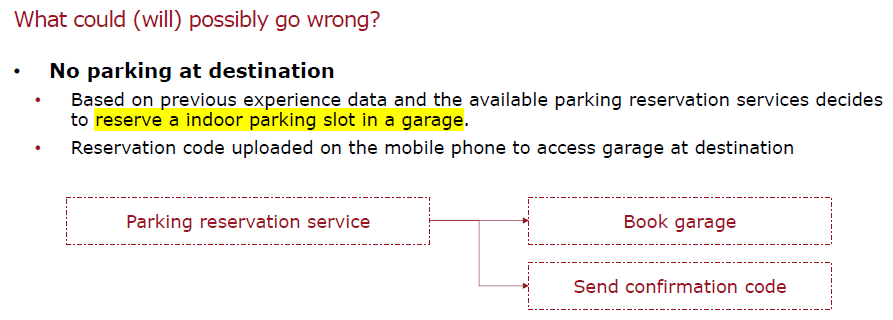 What could (will) possibly go wrong?
• No parking at destination
• Based on previous experience data and the available parking reservation services decides
to reserve a indoor parking slot in a garage.
• Reservation code uploaded on the mobile phone to access garage at destination
Parking reservation service
Book garage
Send confirmation code